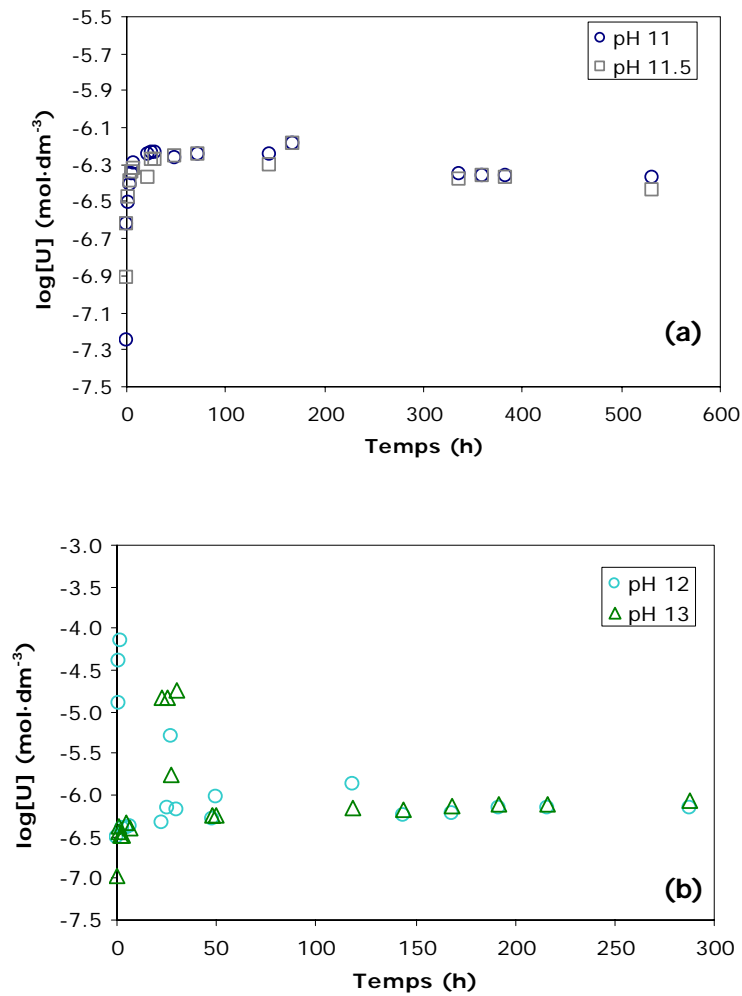 -5.5
-5.7
-5.9
-6.1
-6.3
-6.5
-6.7
-6.9
-7.1
-7.3
-7.5
log[U] (mol·dm⁻³)
pH 11
pH 11.5
(a)
0 100 200 300 400 500 600
Temps (h)
-3.0
-3.5
-4.0
-4.5
-5.0
-5.5
-6.0
-6.5
-7.0
-7.5
log[U] (mol·dm⁻³)
pH 12
pH 13
(b)
0 50 100 150 200 250 300
Temps (h)